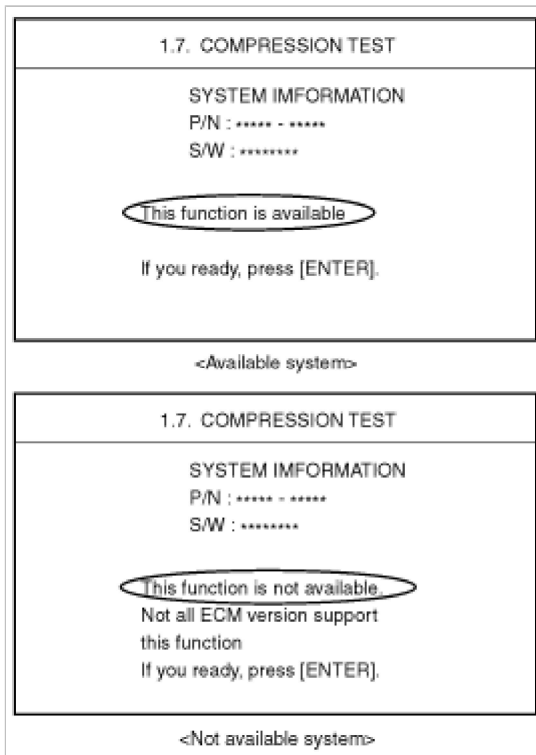 1.7. COMPRESSION TEST
SYSTEM IMFORMATION
P/N : ***** - *****
S/W : ********
This function is available
If you ready, press [ENTER].
<Available system>
1.7. COMPRESSION TEST
SYSTEM IMFORMATION
P/N : ***** - *****
S/W : ********
This function is not available.
Not all ECM version support
this function
If you ready, press [ENTER].
<Not available system>